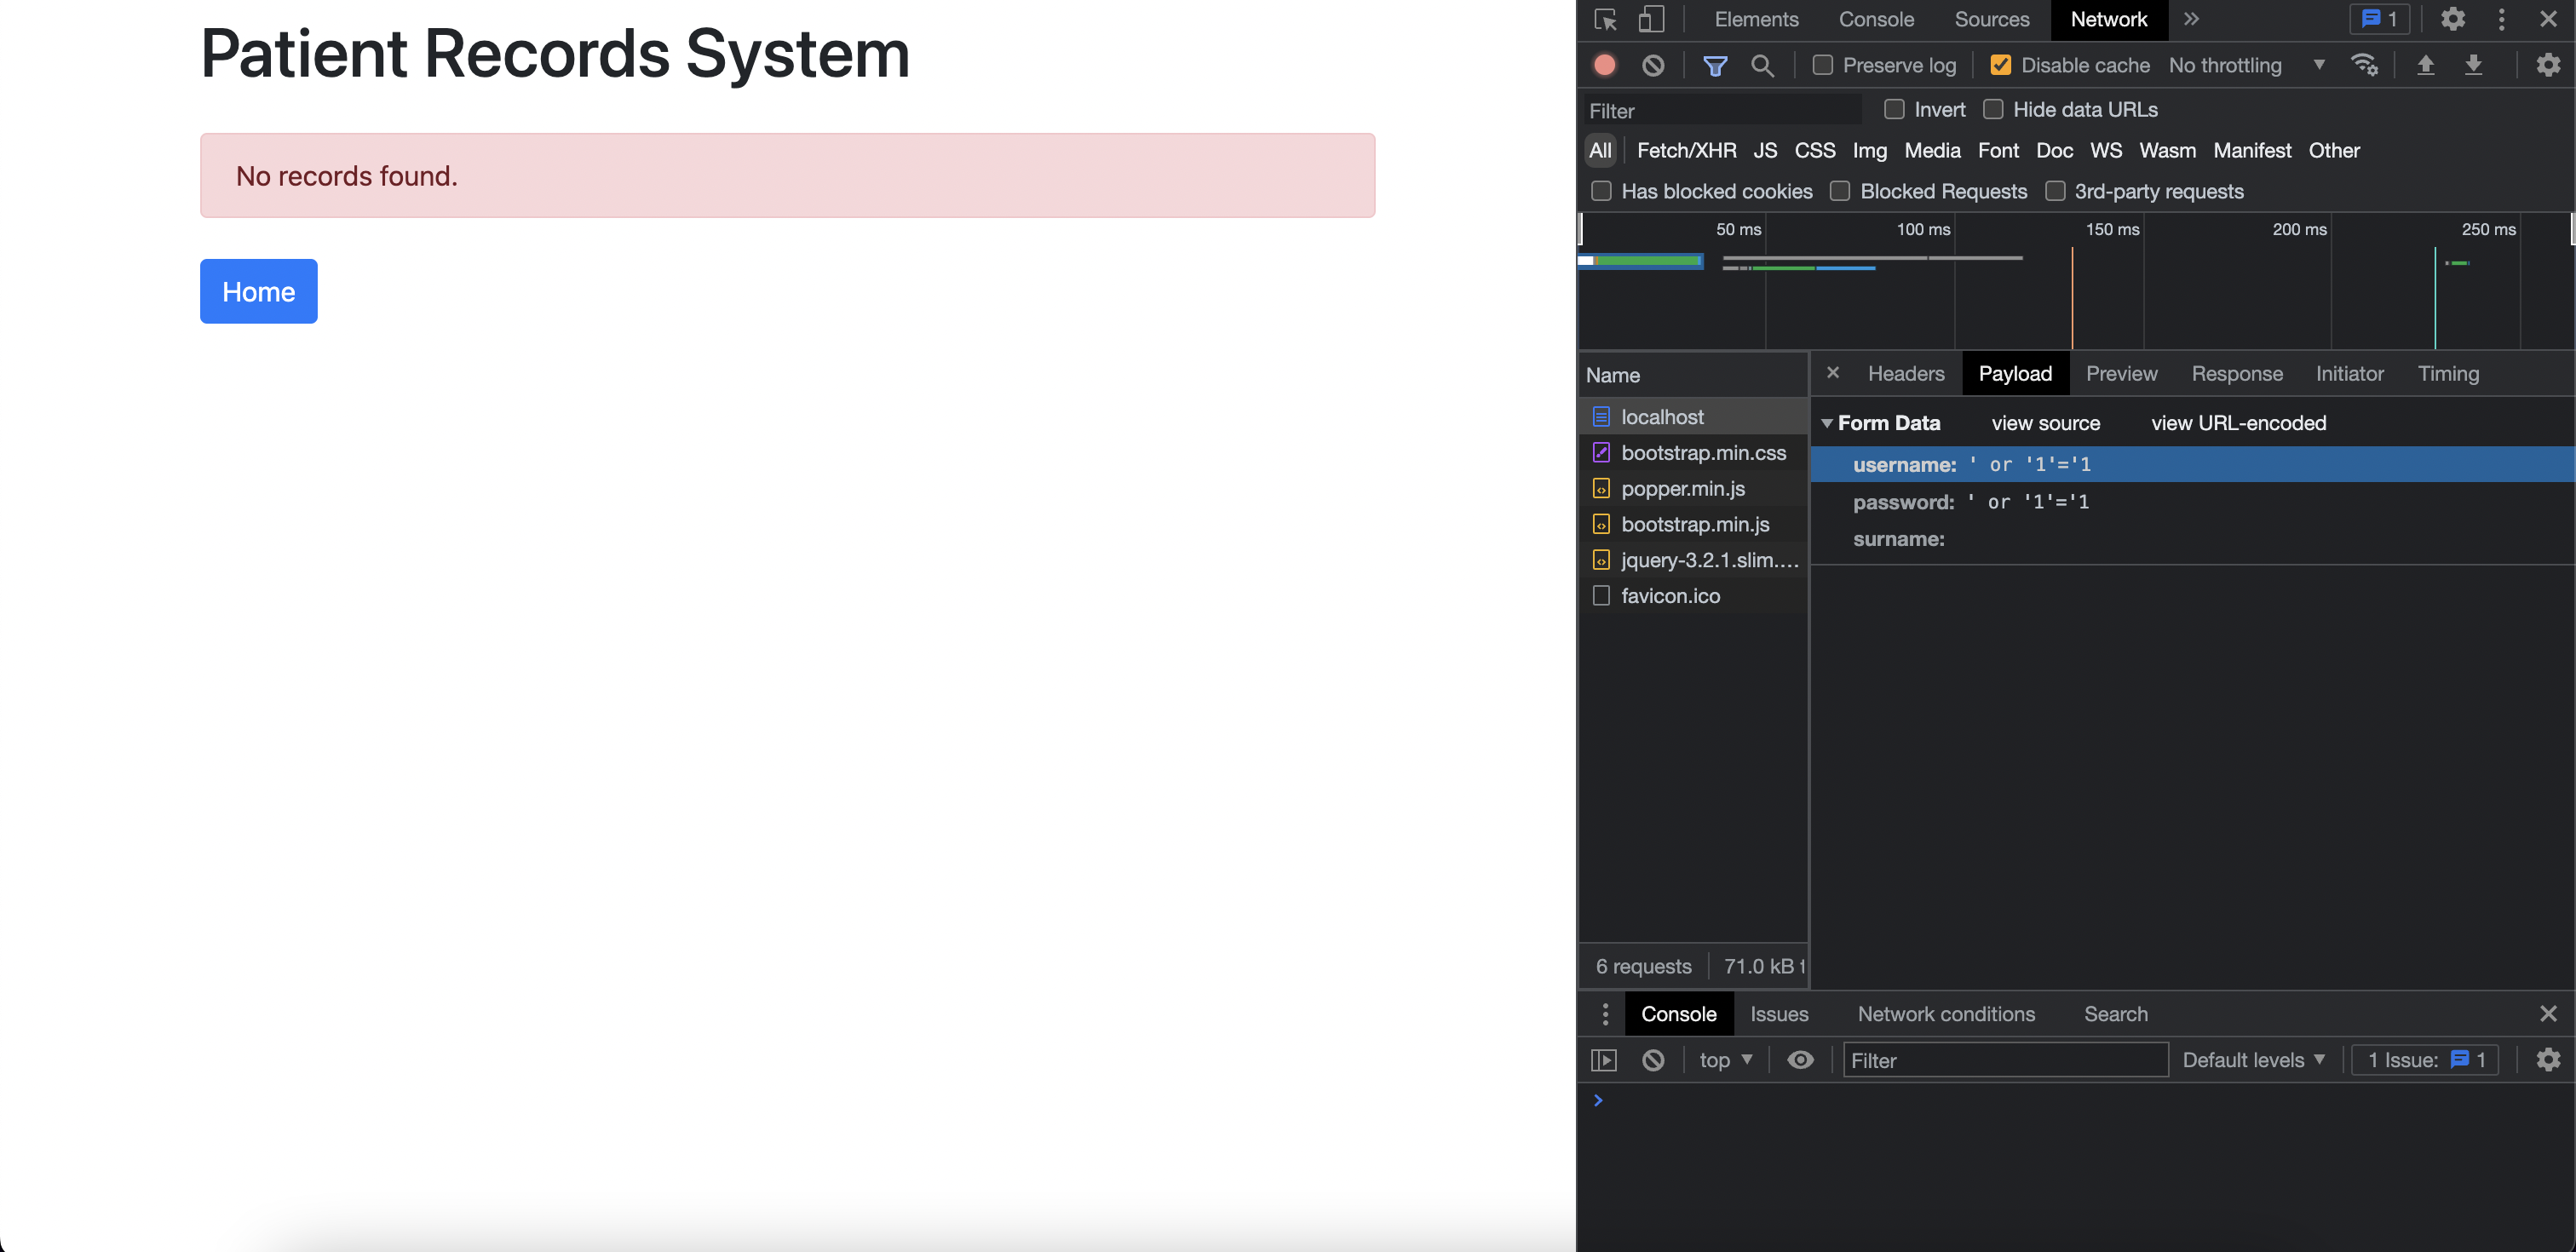 Patient Records System
No records found.
Home
Elements Console Sources Network 1
Preserve log Disable cache No throttling
Filter Invert Hide data URLs
All Fetch/XHR JS CSS Img Media Font Doc WS Wasm Manifest Other
Has blocked cookies Blocked Requests 3rd-party requests
50 ms 100 ms 150 ms 200 ms 250 ms
Name
localhost
bootstrap.min.css
popper.min.js
bootstrap.min.js
jquery-3.2.1.slim....
favicon.ico
6 requests 71.0 kB t
Headers Payload Preview Response Initiator Timing
Form Data view source view URL-encoded
username: ' or '1'='1
password: ' or '1'='1
surname:
Console Issues Network conditions Search
top Filter Default levels 1 Issue: 1